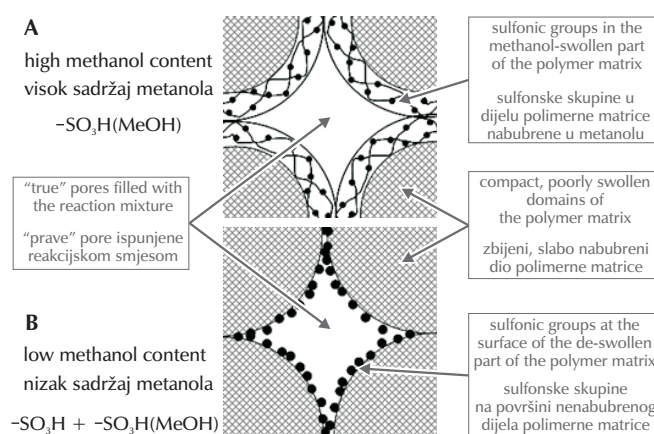 A
high methanol content
visok sadržaj metanola
–SO₃H(MeOH)
sulfonic groups in the
methanol-swollen part
of the polymer matrix
sulfonske skupine u
dijelu polimerne matrice
nabubrene u metanolu
“true” pores filled with
the reaction mixture
“prave” pore ispunjene
reakcijskom smjesom
compact, poorly swollen
domains of
the polymer matrix
zbijeni, slabo nabubreni
dio polimerne matrice
B
low methanol content
nizak sadržaj metanola
–SO₃H + –SO₃H(MeOH)
sulfonic groups at the
surface of the de-swollen
part of the polymer matrix
sulfonske skupine
na površini nenabubrenog
dijela polimerne matrice